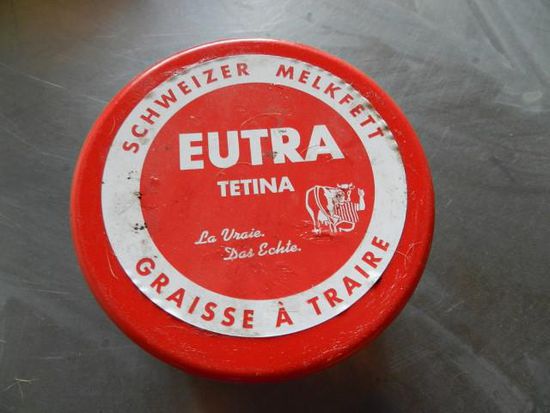 SCHWEIZER MELKFETT
EUTRA
TETINA
La Vraie.
Das Echte.
GRAISSE À TRAIRE